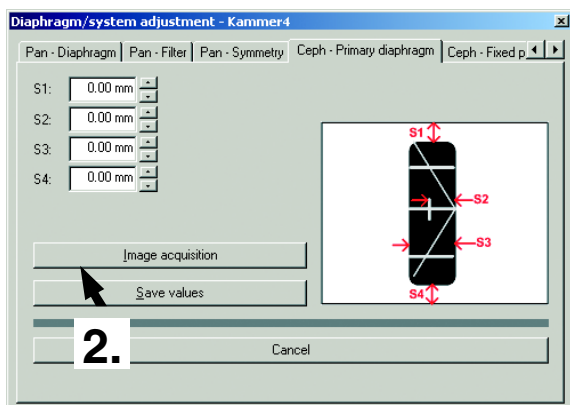 Diaphragm/system adjustment - Kammer4
Pan - Diaphragm Pan - Filter Pan - Symmetry Ceph - Primary diaphragm Ceph - Fixed p
S1: 0.00 mm
S2: 0.00 mm
S3: 0.00 mm
S4: 0.00 mm
S1
S2
S3
S4
Image acquisition
Save values
2.
Cancel